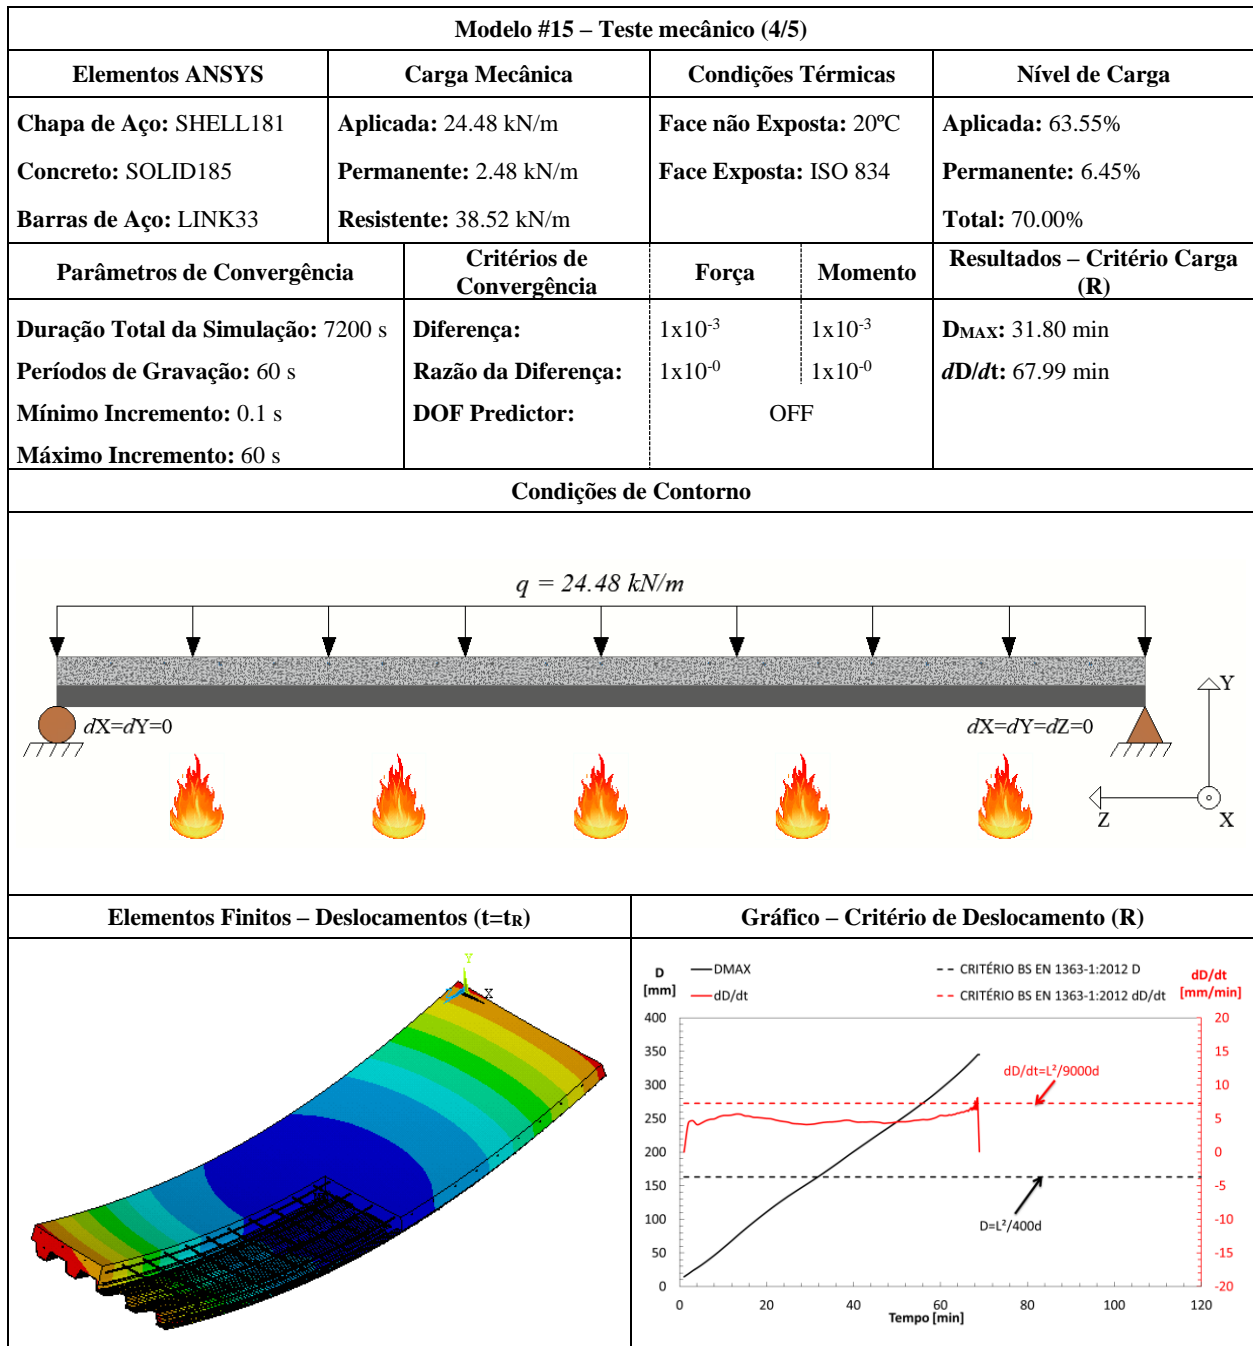 Modelo #15 – Teste mecânico (4/5)
Elementos ANSYS
Carga Mecânica
Condições Térmicas
Nível de Carga
Chapa de Aço: SHELL181
Aplicada: 24.48 kN/m
Face não Exposta: 20ºC
Aplicada: 63.55%
Concreto: SOLID185
Permanente: 2.48 kN/m
Face Exposta: ISO 834
Permanente: 6.45%
Barras de Aço: LINK33
Resistente: 38.52 kN/m
Total: 70.00%
Parâmetros de Convergência
Critérios de
Convergência
Força
Momento
Resultados – Critério Carga
(R)
Duração Total da Simulação: 7200 s
Diferença:
1x10⁻³
1x10⁻³
DMAX: 31.80 min
Períodos de Gravação: 60 s
Razão da Diferença:
1x10⁻⁰
1x10⁻⁰
dD/dt: 67.99 min
Mínimo Incremento: 0.1 s
DOF Predictor:
OFF
Máximo Incremento: 60 s
Condições de Contorno
q = 24.48 kN/m
dX=dY=0
dX=dY=dZ=0
Y
Z
X
Elementos Finitos – Deslocamentos (t=tR)
Gráfico – Critério de Deslocamento (R)
Y
X
D
[mm]
DMAX
dD/dt
CRITÉRIO BS EN 1363-1:2012 D
CRITÉRIO BS EN 1363-1:2012 dD/dt
dD/dt
[mm/min]
400
350
300
250
200
150
100
50
0
20
15
10
5
0
-5
-10
-15
-20
dD/dt=L²/9000d
D=L²/400d
0
20
40
60
80
100
120
Tempo [min]